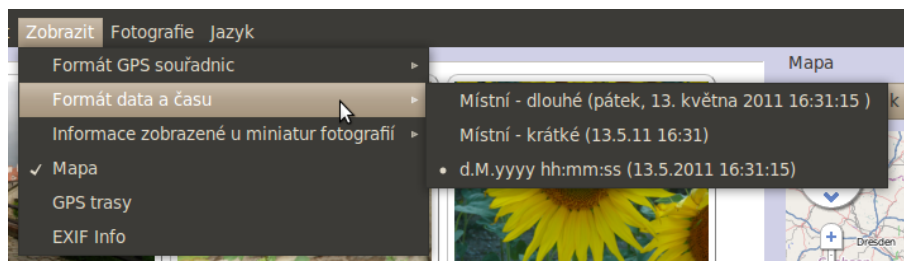 Zobrazit Fotografie Jazyk
Mapa
Formát GPS souřadnic
Formát data a času
Informace zobrazené u miniatur fotografií
Mapa
GPS trasy
EXIF Info
Místní - dlouhé (pátek, 13. května 2011 16:31:15 )
Místní - krátké (13.5.11 16:31)
d.M.yyyy hh:mm:ss (13.5.2011 16:31:15)
Dresden